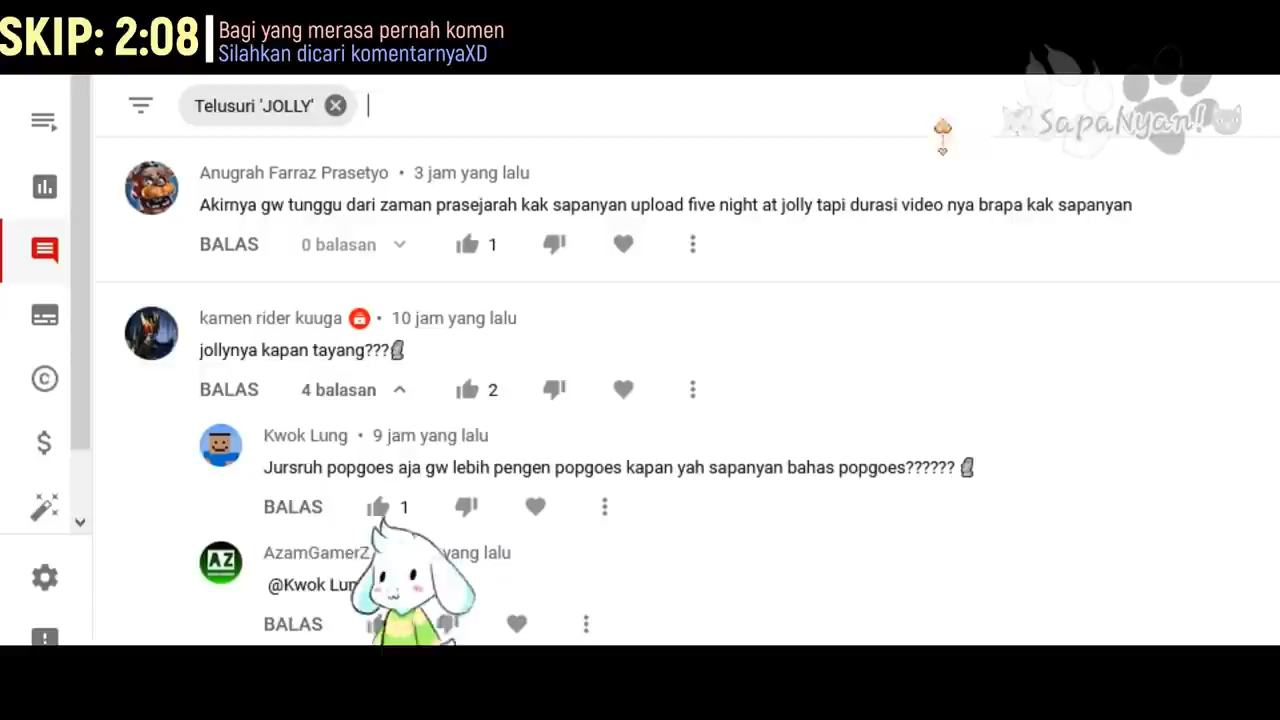 SKIP: 2:08
Bagi yang merasa pernah komen
Silahkan dicari komentarnyaXD
Telusuri 'JOLLY'
SapaNyan!
Anugrah Farraz Prasetyo • 3 jam yang lalu
Akirnya gw tunggu dari zaman prasejarah kak sapanyan upload five night at jolly tapi durasi video nya brapa kak sapanyan
BALAS 0 balasan 1
kamen rider kuuga • 10 jam yang lalu
jollynya kapan tayang???🗿
BALAS 4 balasan 2
Kwok Lung • 9 jam yang lalu
Jursruh popgoes aja gw lebih pengen popgoes kapan yah sapanyan bahas popgoes?????? 🗿
BALAS 1
AzamGamerZ yang lalu
@Kwok Lun
BALAS
AZ